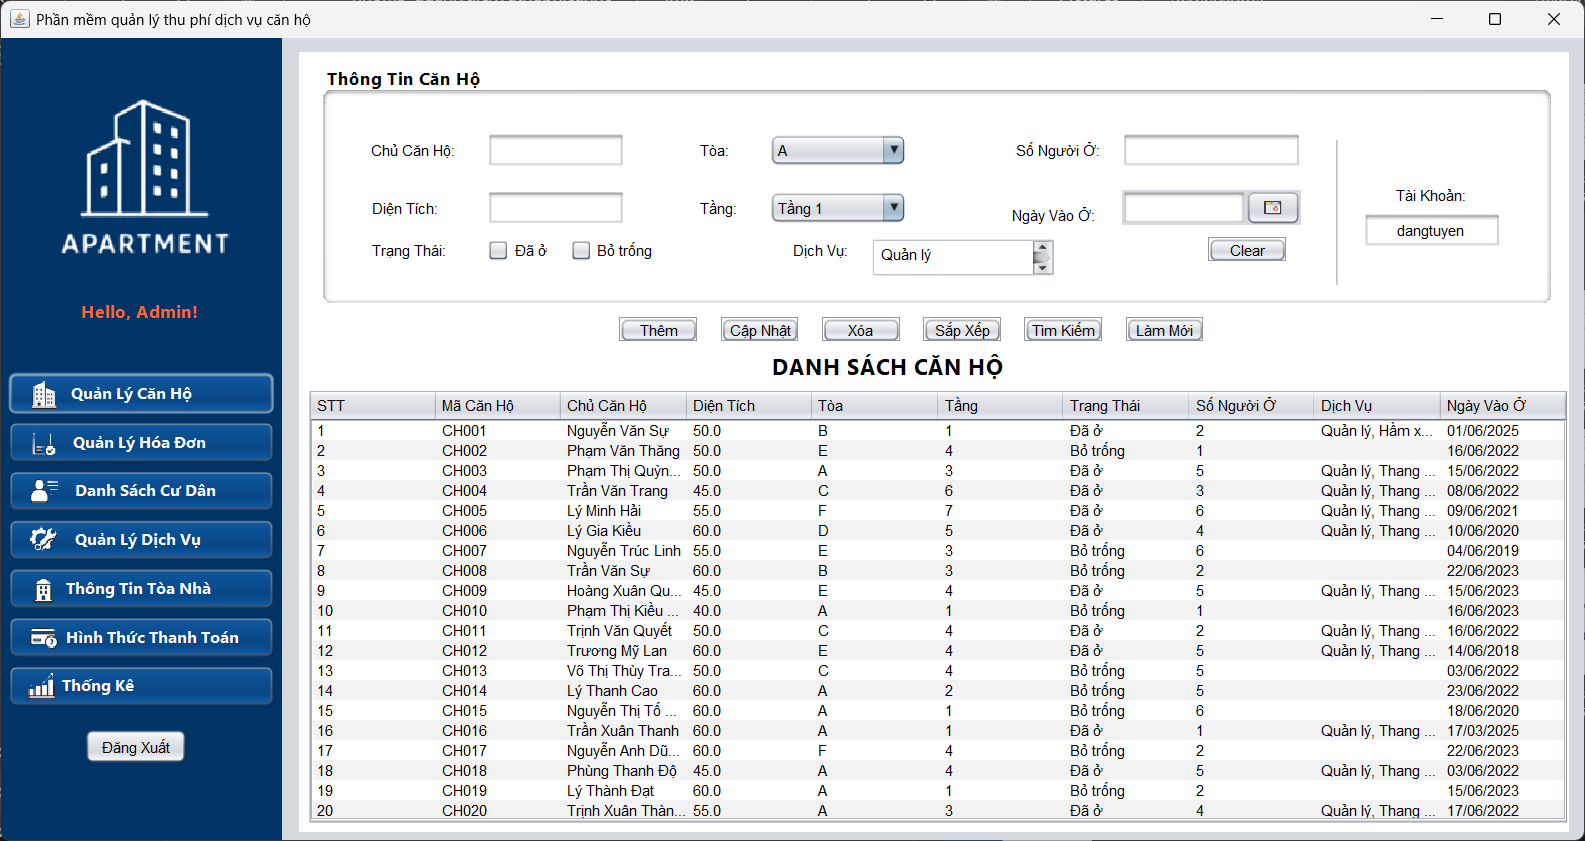 Phần mềm quản lý thu phí dịch vụ căn hộ
APARTMENT
Hello, Admin!
Quản Lý Căn Hộ
Quản Lý Hóa Đơn
Danh Sách Cư Dân
Quản Lý Dịch Vụ
Thông Tin Tòa Nhà
Hình Thức Thanh Toán
Thống Kê
Đăng Xuất
Thông Tin Căn Hộ
Chủ Căn Hộ: Tòa: A Số Người Ở:
Diện Tích: Tầng: Tầng 1 Ngày Vào Ở:
Trạng Thái: Đã ở Bỏ trống Dịch Vụ: Quản lý Clear
Tài Khoản:
dangtuyen
Thêm Cập Nhật Xóa Sắp Xếp Tìm Kiếm Làm Mới
DANH SÁCH CĂN HỘ
STT Mã Căn Hộ Chủ Căn Hộ Diện Tích Tòa Tầng Trạng Thái Số Người Ở Dịch Vụ Ngày Vào Ở
1 CH001 Nguyễn Văn Sự 50.0 B 1 Đã ở 2 Quản lý, Hầm x... 01/06/2025
2 CH002 Phạm Văn Thăng 50.0 E 4 Bỏ trống 1 16/06/2022
3 CH003 Phạm Thị Quỳn... 50.0 A 3 Đã ở 5 Quản lý, Thang ... 15/06/2022
4 CH004 Trần Văn Trang 45.0 C 6 Đã ở 3 Quản lý, Thang ... 08/06/2022
5 CH005 Lý Minh Hải 55.0 F 7 Đã ở 6 Quản lý, Thang ... 09/06/2021
6 CH006 Lý Gia Kiều 60.0 D 5 Đã ở 4 Quản lý, Thang ... 10/06/2020
7 CH007 Nguyễn Trúc Linh 55.0 E 3 Bỏ trống 6 04/06/2019
8 CH008 Trần Văn Sự 60.0 B 3 Bỏ trống 2 22/06/2023
9 CH009 Hoàng Xuân Qu... 45.0 E 4 Đã ở 5 Quản lý, Thang ... 15/06/2023
10 CH010 Phạm Thị Kiều ... 40.0 A 1 Bỏ trống 1 16/06/2023
11 CH011 Trịnh Văn Quyết 50.0 C 4 Đã ở 2 Quản lý, Thang ... 16/06/2022
12 CH012 Trương Mỹ Lan 60.0 E 4 Đã ở 5 Quản lý, Thang ... 14/06/2018
13 CH013 Võ Thị Thùy Tra... 50.0 C 4 Bỏ trống 5 03/06/2022
14 CH014 Lý Thanh Cao 60.0 A 2 Bỏ trống 5 23/06/2022
15 CH015 Nguyễn Thị Tố ... 60.0 A 1 Bỏ trống 6 18/06/2020
16 CH016 Trần Xuân Thanh 60.0 A 1 Đã ở 1 Quản lý, Thang ... 17/03/2025
17 CH017 Nguyễn Anh Dũ... 60.0 F 4 Bỏ trống 2 22/06/2023
18 CH018 Phùng Thanh Độ 45.0 A 4 Đã ở 5 Quản lý, Thang ... 03/06/2022
19 CH019 Lý Thành Đạt 60.0 A 1 Bỏ trống 2 15/06/2023
20 CH020 Trịnh Xuân Thàn... 55.0 A 3 Đã ở 4 Quản lý, Thang ... 17/06/2022